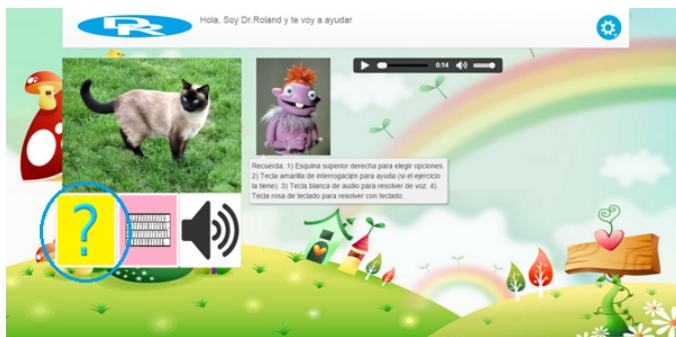 Hola, Soy Dr.Roland y te voy a ayudar
DR
0:14
Recuerda: 1) Esquina superior derecha para elegir opciones.
2) Tecla amarilla de interrogación para ayuda (si el ejercicio
la tiene). 3) Tecla blanca de audio para resolver de voz. 4)
Tecla rosa de teclado para resolver con teclado.
?